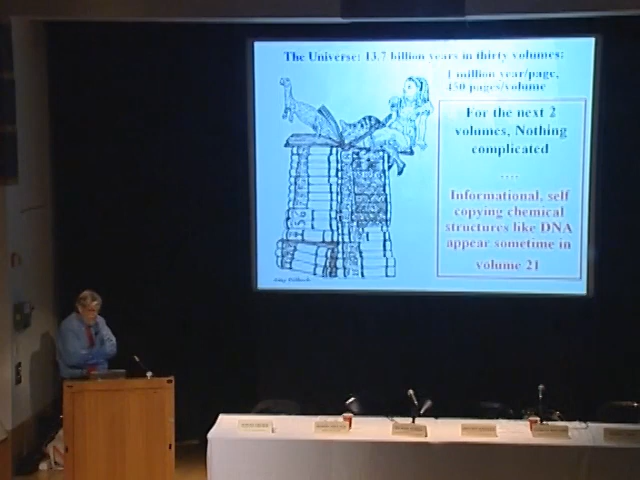 The Universe: 13.7 billion years in thirty volumes:
1 million year/page,
450 pages/volume
For the next 2
volumes, Nothing
complicated
----
Informational, self
copying chemical
structures like DNA
appear sometime in
volume 21